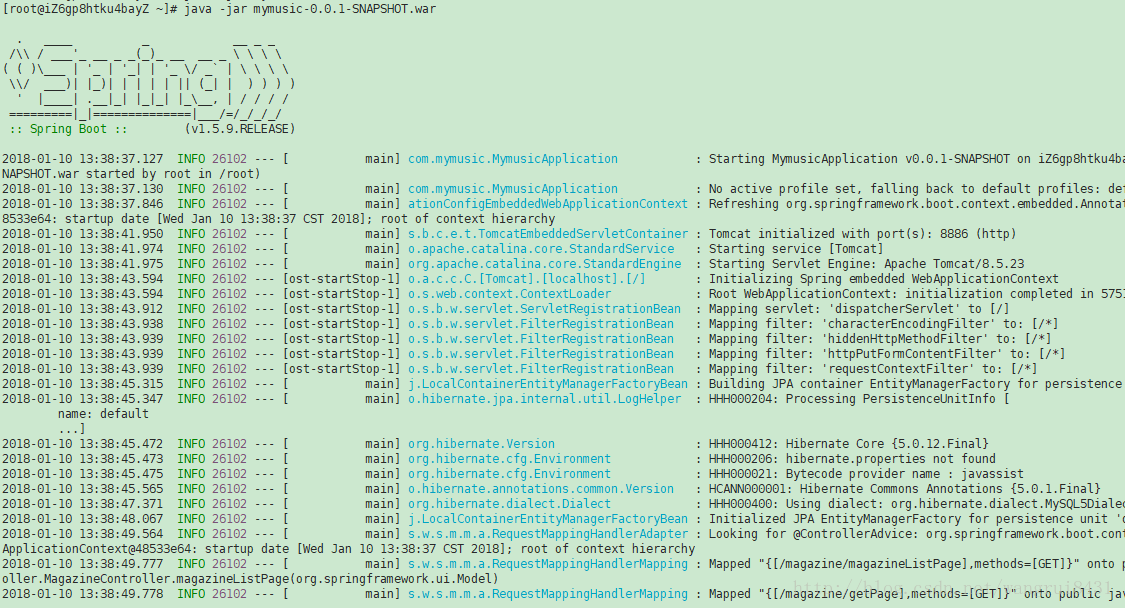 [root@iZ6gp8htku4bayZ ~]# java -jar mymusic-0.0.1-SNAPSHOT.war
  .   ____          _            __ _ _
 /\\ / ___'_ __ _ _(_)_ __  __ _ \ \ \ \
( ( )\___ | '_ | '_| | '_ \/ _` | \ \ \ \
 \\/  ___)| |_)| | | | | || (_| |  ) ) ) )
  '  |____| .__|_| |_|_| |_\__, | / / / /
 =========|_|==============|___/=/_/_/_/
 :: Spring Boot ::        (v1.5.9.RELEASE)
2018-01-10 13:38:37.127  INFO 26102 --- [           main] com.mymusic.MymusicApplication           : Starting MymusicApplication v0.0.1-SNAPSHOT on iZ6gp8htku4ba
NAPSHOT.war started by root in /root)
2018-01-10 13:38:37.130  INFO 26102 --- [           main] com.mymusic.MymusicApplication           : No active profile set, falling back to default profiles: def
2018-01-10 13:38:37.846  INFO 26102 --- [           main] ationConfigEmbeddedWebApplicationContext : Refreshing org.springframework.boot.context.embedded.Annotat
8533e64: startup date [Wed Jan 10 13:38:37 CST 2018]; root of context hierarchy
2018-01-10 13:38:41.950  INFO 26102 --- [           main] s.b.c.e.t.TomcatEmbeddedServletContainer : Tomcat initialized with port(s): 8886 (http)
2018-01-10 13:38:41.974  INFO 26102 --- [           main] o.apache.catalina.core.StandardService   : Starting service [Tomcat]
2018-01-10 13:38:41.975  INFO 26102 --- [           main] org.apache.catalina.core.StandardEngine  : Starting Servlet Engine: Apache Tomcat/8.5.23
2018-01-10 13:38:43.594  INFO 26102 --- [ost-startStop-1] o.a.c.c.C.[Tomcat].[localhost].[/]       : Initializing Spring embedded WebApplicationContext
2018-01-10 13:38:43.594  INFO 26102 --- [ost-startStop-1] o.s.web.context.ContextLoader            : Root WebApplicationContext: initialization completed in 575
2018-01-10 13:38:43.912  INFO 26102 --- [ost-startStop-1] o.s.b.w.servlet.ServletRegistrationBean  : Mapping servlet: 'dispatcherServlet' to [/]
2018-01-10 13:38:43.938  INFO 26102 --- [ost-startStop-1] o.s.b.w.servlet.FilterRegistrationBean   : Mapping filter: 'characterEncodingFilter' to: [/*]
2018-01-10 13:38:43.939  INFO 26102 --- [ost-startStop-1] o.s.b.w.servlet.FilterRegistrationBean   : Mapping filter: 'hiddenHttpMethodFilter' to: [/*]
2018-01-10 13:38:43.939  INFO 26102 --- [ost-startStop-1] o.s.b.w.servlet.FilterRegistrationBean   : Mapping filter: 'httpPutFormContentFilter' to: [/*]
2018-01-10 13:38:43.939  INFO 26102 --- [ost-startStop-1] o.s.b.w.servlet.FilterRegistrationBean   : Mapping filter: 'requestContextFilter' to: [/*]
2018-01-10 13:38:45.315  INFO 26102 --- [           main] j.LocalContainerEntityManagerFactoryBean : Building JPA container EntityManagerFactory for persistence
2018-01-10 13:38:45.347  INFO 26102 --- [           main] o.hibernate.jpa.internal.util.LogHelper  : HHH000204: Processing PersistenceUnitInfo [
        name: default
        ...]
2018-01-10 13:38:45.472  INFO 26102 --- [           main] org.hibernate.Version                    : HHH000412: Hibernate Core {5.0.12.Final}
2018-01-10 13:38:45.473  INFO 26102 --- [           main] org.hibernate.cfg.Environment            : HHH000206: hibernate.properties not found
2018-01-10 13:38:45.475  INFO 26102 --- [           main] org.hibernate.cfg.Environment            : HHH000021: Bytecode provider name : javassist
2018-01-10 13:38:45.565  INFO 26102 --- [           main] o.hibernate.annotations.common.Version   : HCANN000001: Hibernate Commons Annotations {5.0.1.Final}
2018-01-10 13:38:47.371  INFO 26102 --- [           main] org.hibernate.dialect.Dialect            : HHH000400: Using dialect: org.hibernate.dialect.MySQL5Dialec
2018-01-10 13:38:48.067  INFO 26102 --- [           main] j.LocalContainerEntityManagerFactoryBean : Initialized JPA EntityManagerFactory for persistence unit 'd
2018-01-10 13:38:49.564  INFO 26102 --- [           main] s.w.s.m.m.a.RequestMappingHandlerAdapter : Looking for @ControllerAdvice: org.springframework.boot.cont
ApplicationContext@48533e64: startup date [Wed Jan 10 13:38:37 CST 2018]; root of context hierarchy
2018-01-10 13:38:49.777  INFO 26102 --- [           main] s.w.s.m.m.a.RequestMappingHandlerMapping : Mapped "{[/magazine/magazineListPage],methods=[GET]}" onto p
oller.MagazineController.magazineListPage(org.springframework.ui.Model)
2018-01-10 13:38:49.778  INFO 26102 --- [           main] s.w.s.m.m.a.RequestMappingHandlerMapping : Mapped "{[/magazine/getPage],methods=[GET]}" onto public jav